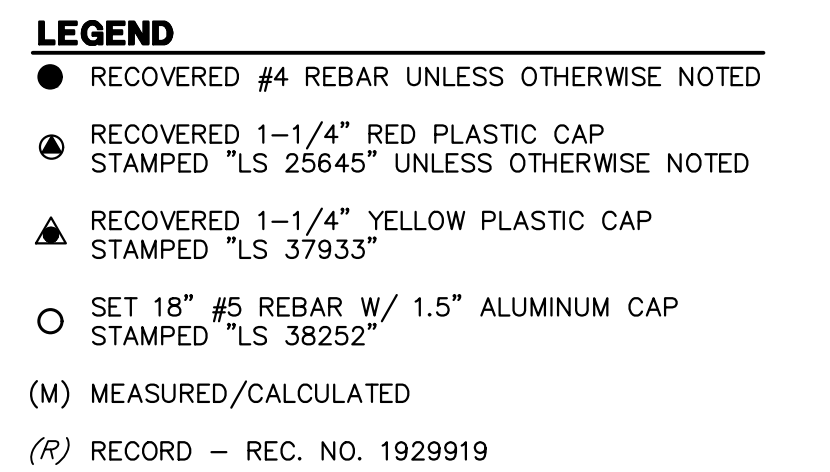 LEGEND
RECOVERED #4 REBAR UNLESS OTHERWISE NOTED
RECOVERED 1–1/4” RED PLASTIC CAP
STAMPED ”LS 25645” UNLESS OTHERWISE NOTED
RECOVERED 1–1/4” YELLOW PLASTIC CAP
STAMPED ”LS 37933”
SET 18” #5 REBAR W/ 1.5” ALUMINUM CAP
STAMPED ”LS 38252”
(M) MEASURED/CALCULATED
(R) RECORD – REC. NO. 1929919